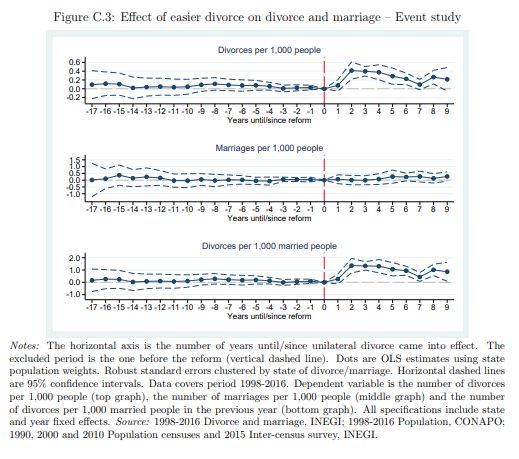 Figure C.3: Effect of easier divorce on divorce and marriage – Event study
Divorces per 1,000 people
0.6
0.4
0.2
0.0
-0.2
-17 -16 -15 -14 -13 -12 -11 -10 -9 -8 -7 -6 -5 -4 -3 -2 -1 0 1 2 3 4 5 6 7 8 9
Years until/since reform
Marriages per 1,000 people
1.5
1.0
0.5
0.0
-0.5
-1.0
-17 -16 -15 -14 -13 -12 -11 -10 -9 -8 -7 -6 -5 -4 -3 -2 -1 0 1 2 3 4 5 6 7 8 9
Years until/since reform
Divorces per 1,000 married people
2.0
1.0
0.0
-1.0
-17 -16 -15 -14 -13 -12 -11 -10 -9 -8 -7 -6 -5 -4 -3 -2 -1 0 1 2 3 4 5 6 7 8 9
Years until/since reform
Notes: The horizontal axis is the number of years until/since unilateral divorce came into effect. The
excluded period is the one before the reform (vertical dashed line). Dots are OLS estimates using state
population weights. Robust standard errors clustered by state of divorce/marriage. Horizontal dashed lines
are 95% confidence intervals. Data covers period 1998-2016. Dependent variable is the number of divorces
per 1,000 people (top graph), the number of marriages per 1,000 people (middle graph) and the number
of divorces per 1,000 married people in the previous year (bottom graph). All specifications include state
and year fixed effects. Source: 1998-2016 Divorce and marriage, INEGI; 1998-2016 Population, CONAPO;
1990, 2000 and 2010 Population censuses and 2015 Inter-census survey, INEGI.